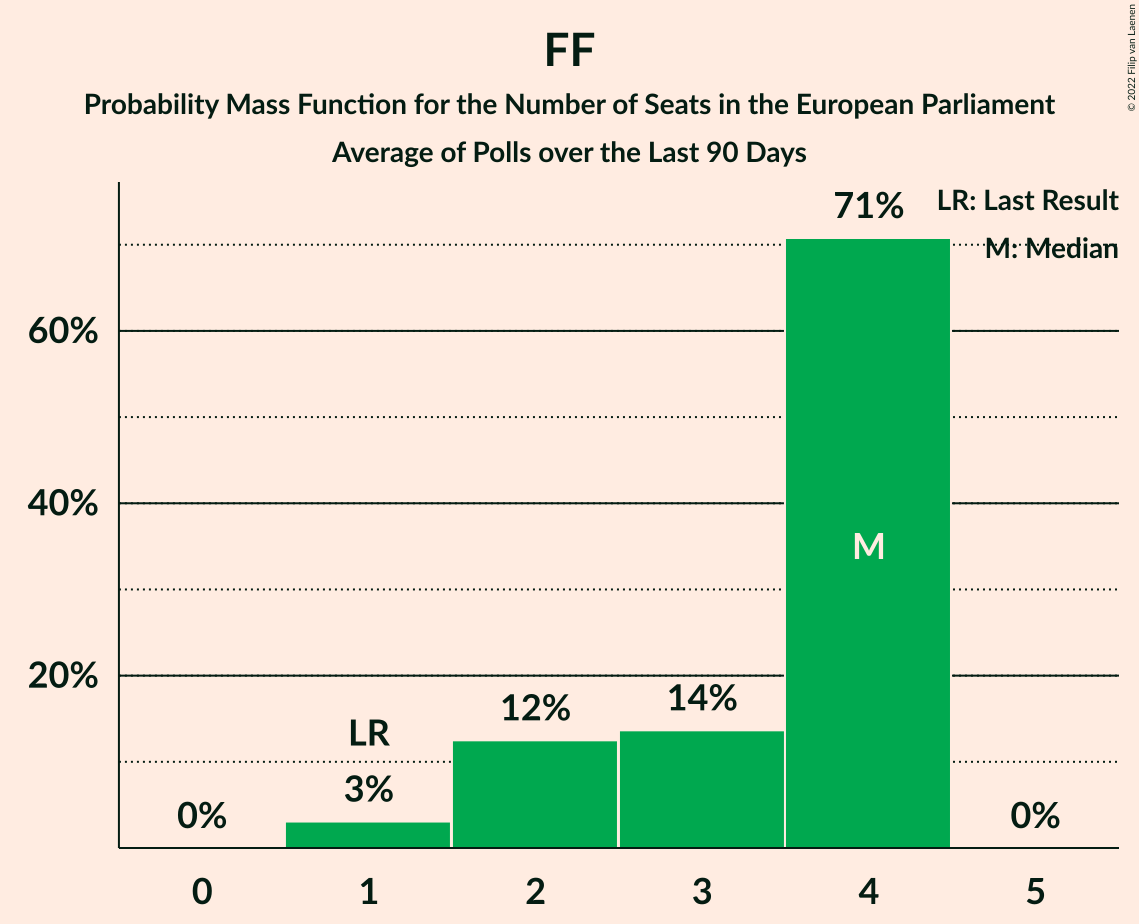 FF
Probability Mass Function for the Number of Seats in the European Parliament
Average of Polls over the Last 90 Days
© 2022 Filip van Laenen
LR: Last Result
M: Median
71%
60%
40%
20%
M
14%
12%
LR
3%
0%
0%
0 1 2 3 4 5